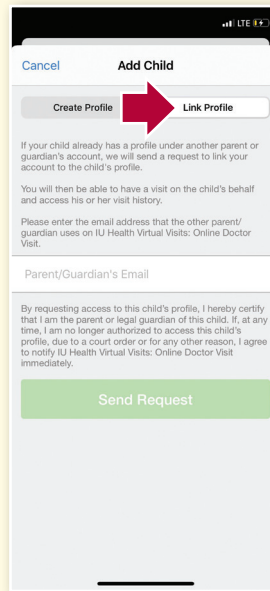 LTE
Cancel
Add Child
Create Profile
Link Profile
If your child already has a profile under another parent or
guardian's account, we will send a request to link your
account to the child's profile.
You will then be able to have a visit on the child's behalf
and access his or her visit history.
Please enter the email address that the other parent/
guardian uses on IU Health Virtual Visits: Online Doctor
Visit.
Parent/Guardian's Email
By requesting access to this child's profile, I hereby certify
that I am the parent or legal guardian of this child. If, at any
time, I am no longer authorized to access this child's
profile, due to a court order or for any other reason, I agree
to notify IU Health Virtual Visits: Online Doctor Visit
immediately.
Send Request